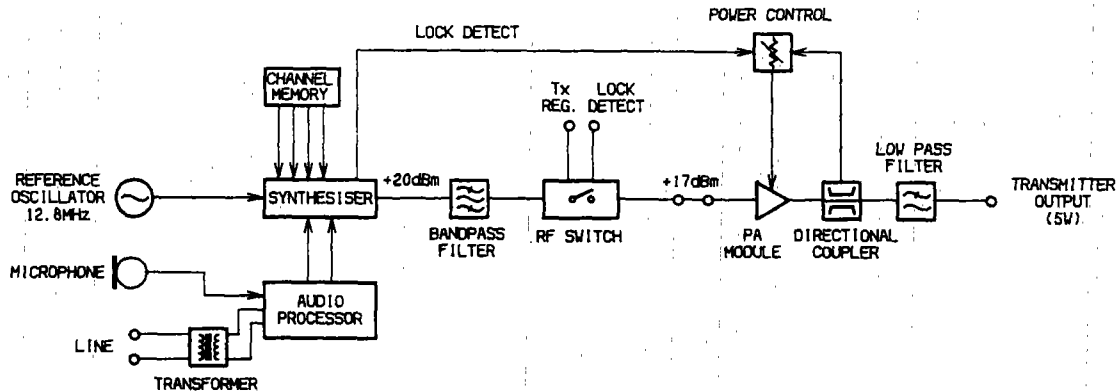 POWER CONTROL
LOCK DETECT
CHANNEL
MEMORY
Tx LOCK
REG. DETECT
LOW PASS
FILTER
REFERENCE
OSCILLATOR
12.8MHz
SYNTHESISER
+20dBm
+17dBm
TRANSMITTER
OUTPUT
(5W)
BANDPASS
FILTER
RF SWITCH
PA
MODULE
DIRECTIONAL
COUPLER
MICROPHONE
AUDIO
PROCESSOR
LINE
TRANSFORMER